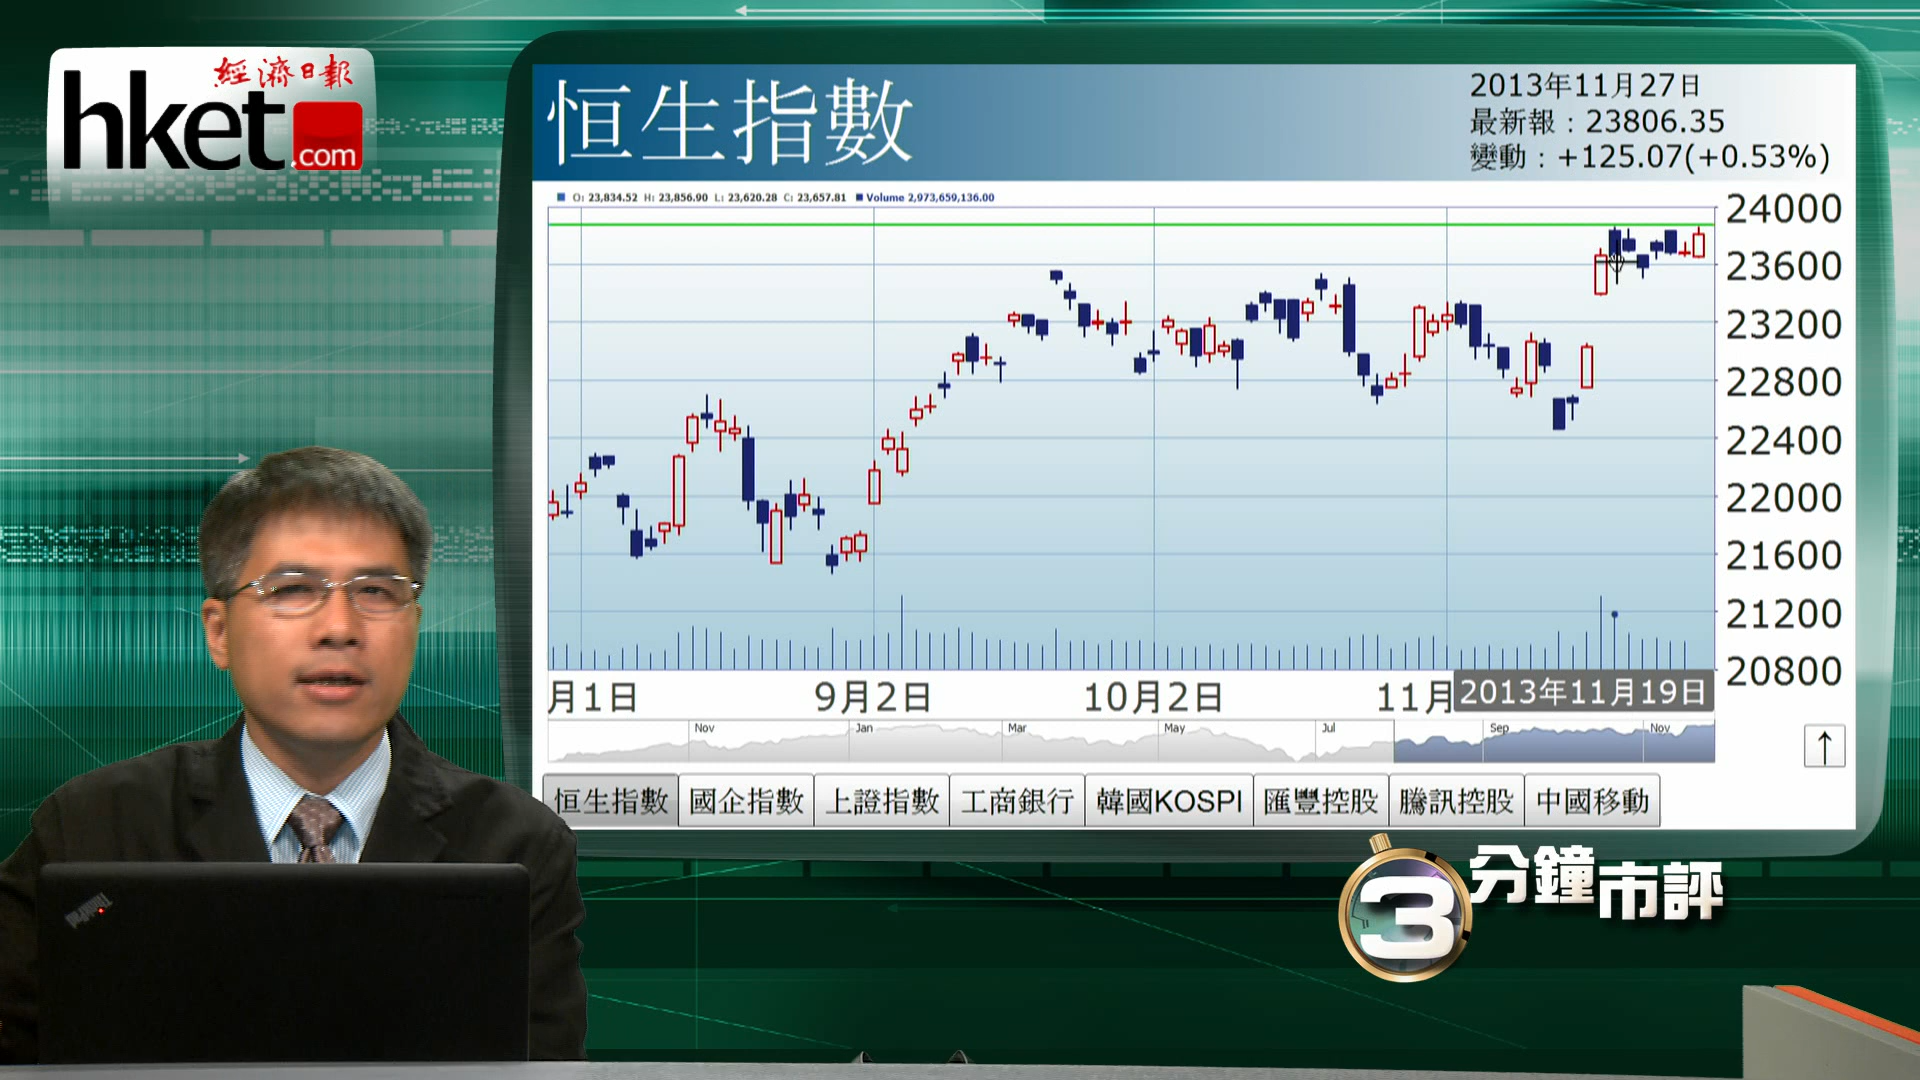 經濟日報
hket
.com
恒生指數
2013年11月27日
最新報：23806.35
變動：+125.07(+0.53%)
O: 23,834.52 H: 23,856.90 L: 23,620.28 C: 23,657.81 Volume 2,973,659,136.00
24000
23600
23200
22800
22400
22000
21600
21200
20800
月1日 9月2日 10月2日 11月 2013年11月19日
Nov Jan Mar May Jul Sep Nov
↑
恒生指數 國企指數 上證指數 工商銀行 韓國KOSPI 匯豐控股 騰訊控股 中國移動
3分鐘市評
ThinkPad